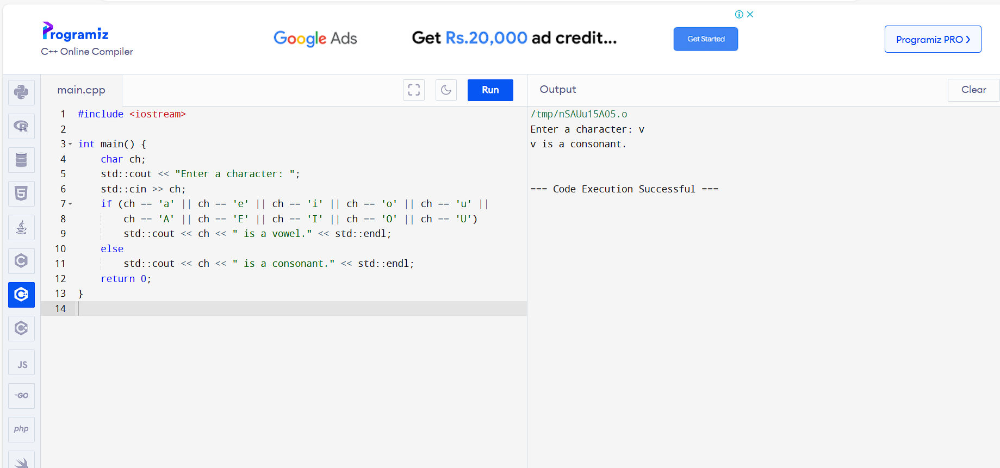 Programiz
C++ Online Compiler
Google Ads
Get Rs.20,000 ad credit...
Get Started
Programiz PRO
main.cpp
Run
Output
Clear
1 #include <iostream>
2
3 int main() {
4     char ch;
5     std::cout << "Enter a character: ";
6     std::cin >> ch;
7     if (ch == 'a' || ch == 'e' || ch == 'i' || ch == 'o' || ch == 'u' ||
8         ch == 'A' || ch == 'E' || ch == 'I' || ch == 'O' || ch == 'U')
9         std::cout << ch << " is a vowel." << std::endl;
10     else
11         std::cout << ch << " is a consonant." << std::endl;
12     return 0;
13 }
14
/tmp/nSAUu15A05.o
Enter a character: v
v is a consonant.
=== Code Execution Successful ===
R
5
C
C+
C#
JS
GO
php